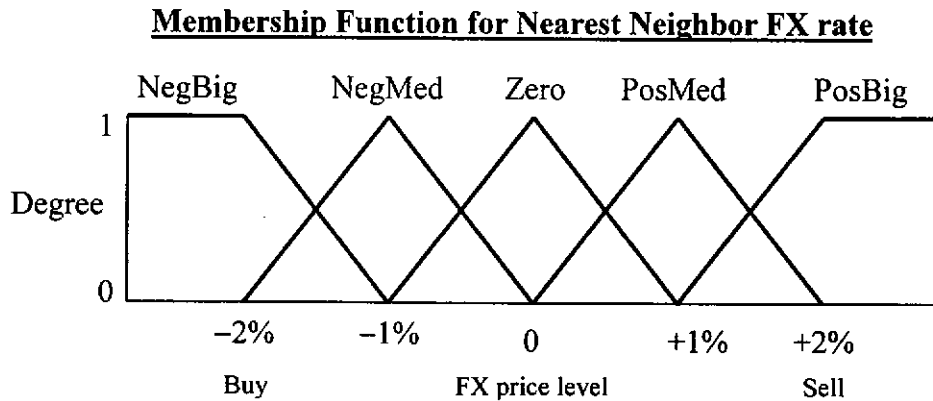 Membership Function for Nearest Neighbor FX rate
NegBig NegMed Zero PosMed PosBig
1
Degree
0
−2% −1% 0 +1% +2%
Buy FX price level Sell